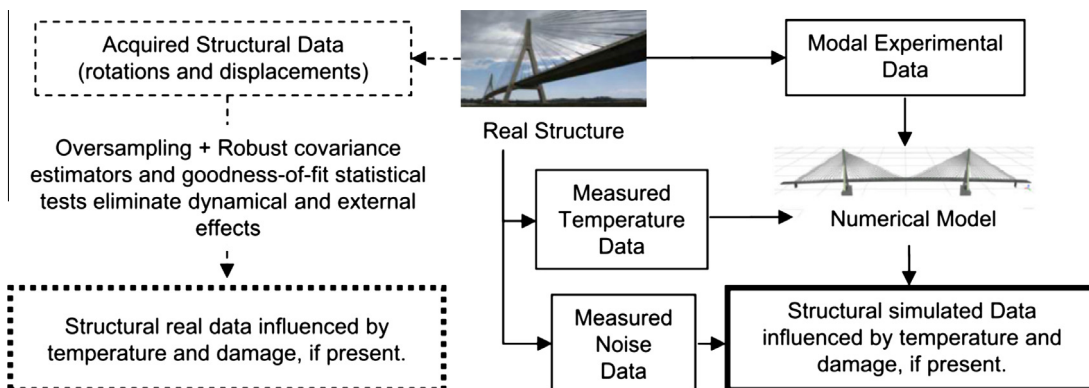 Acquired Structural Data
(rotations and displacements)
Oversampling + Robust covariance
estimators and goodness-of-fit statistical
tests eliminate dynamical and external
effects
Structural real data influenced by
temperature and damage, if present.
Real Structure
Modal Experimental
Data
Measured
Temperature
Data
Numerical Model
Measured
Noise
Data
Structural simulated Data
influenced by temperature and
damage, if present.